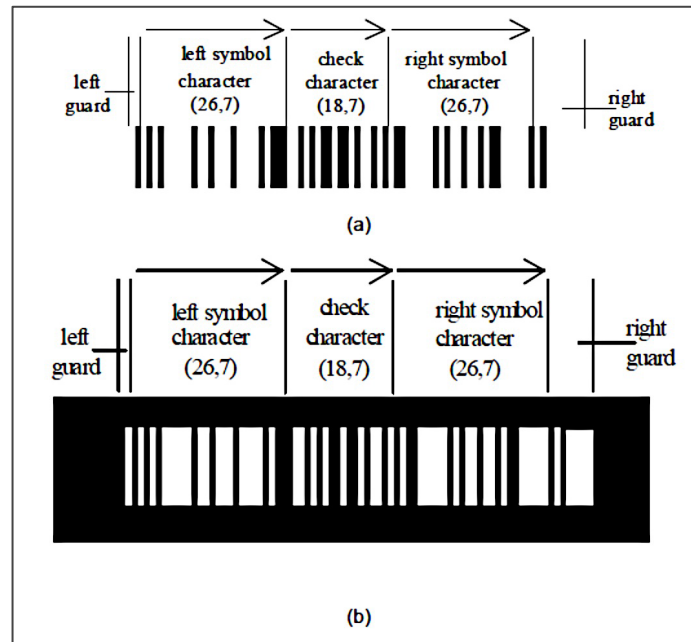 left symbol
character
(26,7)
check
character
(18,7)
right symbol
character
(26,7)
left
guard
right
guard
(a)
left symbol
character
(26,7)
check
character
(18,7)
right symbol
character
(26,7)
left
guard
right
guard
(b)